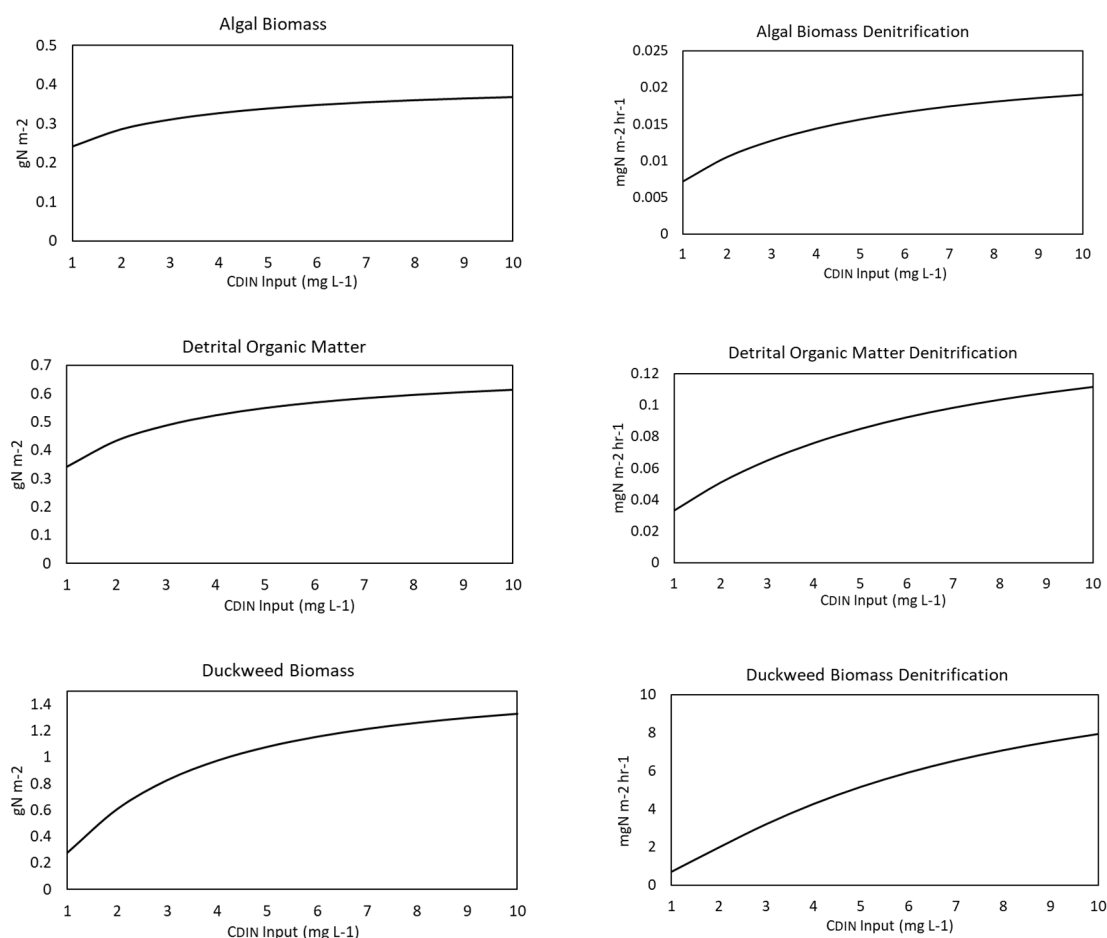 Algal Biomass
0.5
0.4
0.3
0.2
0.1
0
gN m-2
1 2 3 4 5 6 7 8 9 10
CDIN Input (mg L-1)
Algal Biomass Denitrification
0.025
0.02
0.015
0.01
0.005
0
mgN m-2 hr-1
1 2 3 4 5 6 7 8 9 10
CDIN Input (mg L-1)
Detrital Organic Matter
0.7
0.6
0.5
0.4
0.3
0.2
0.1
0
gN m-2
1 2 3 4 5 6 7 8 9 10
CDIN Input (mg L-1)
Detrital Organic Matter Denitrification
0.12
0.1
0.08
0.06
0.04
0.02
0
mgN m-2 hr-1
1 2 3 4 5 6 7 8 9 10
CDIN Input (mg L-1)
Duckweed Biomass
1.4
1.2
1
0.8
0.6
0.4
0.2
0
gN m-2
1 2 3 4 5 6 7 8 9 10
CDIN Input (mg L-1)
Duckweed Biomass Denitrification
10
8
6
4
2
0
mgN m-2 hr-1
1 2 3 4 5 6 7 8 9 10
CDIN Input (mg L-1)